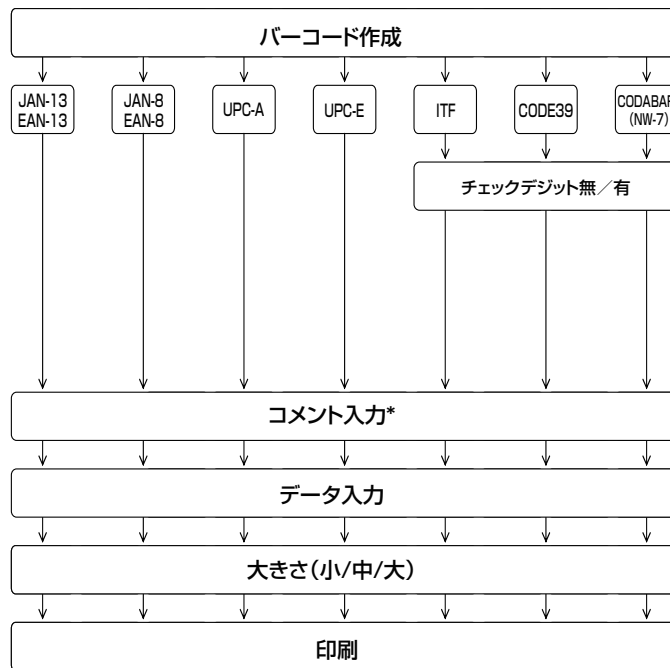 バーコード作成
JAN-13
EAN-13
JAN-8
EAN-8
UPC-A
UPC-E
ITF
CODE39
CODABAR
(NW-7)
チェックデジット無／有
コメント入力*
データ入力
大きさ(小/中/大)
印刷